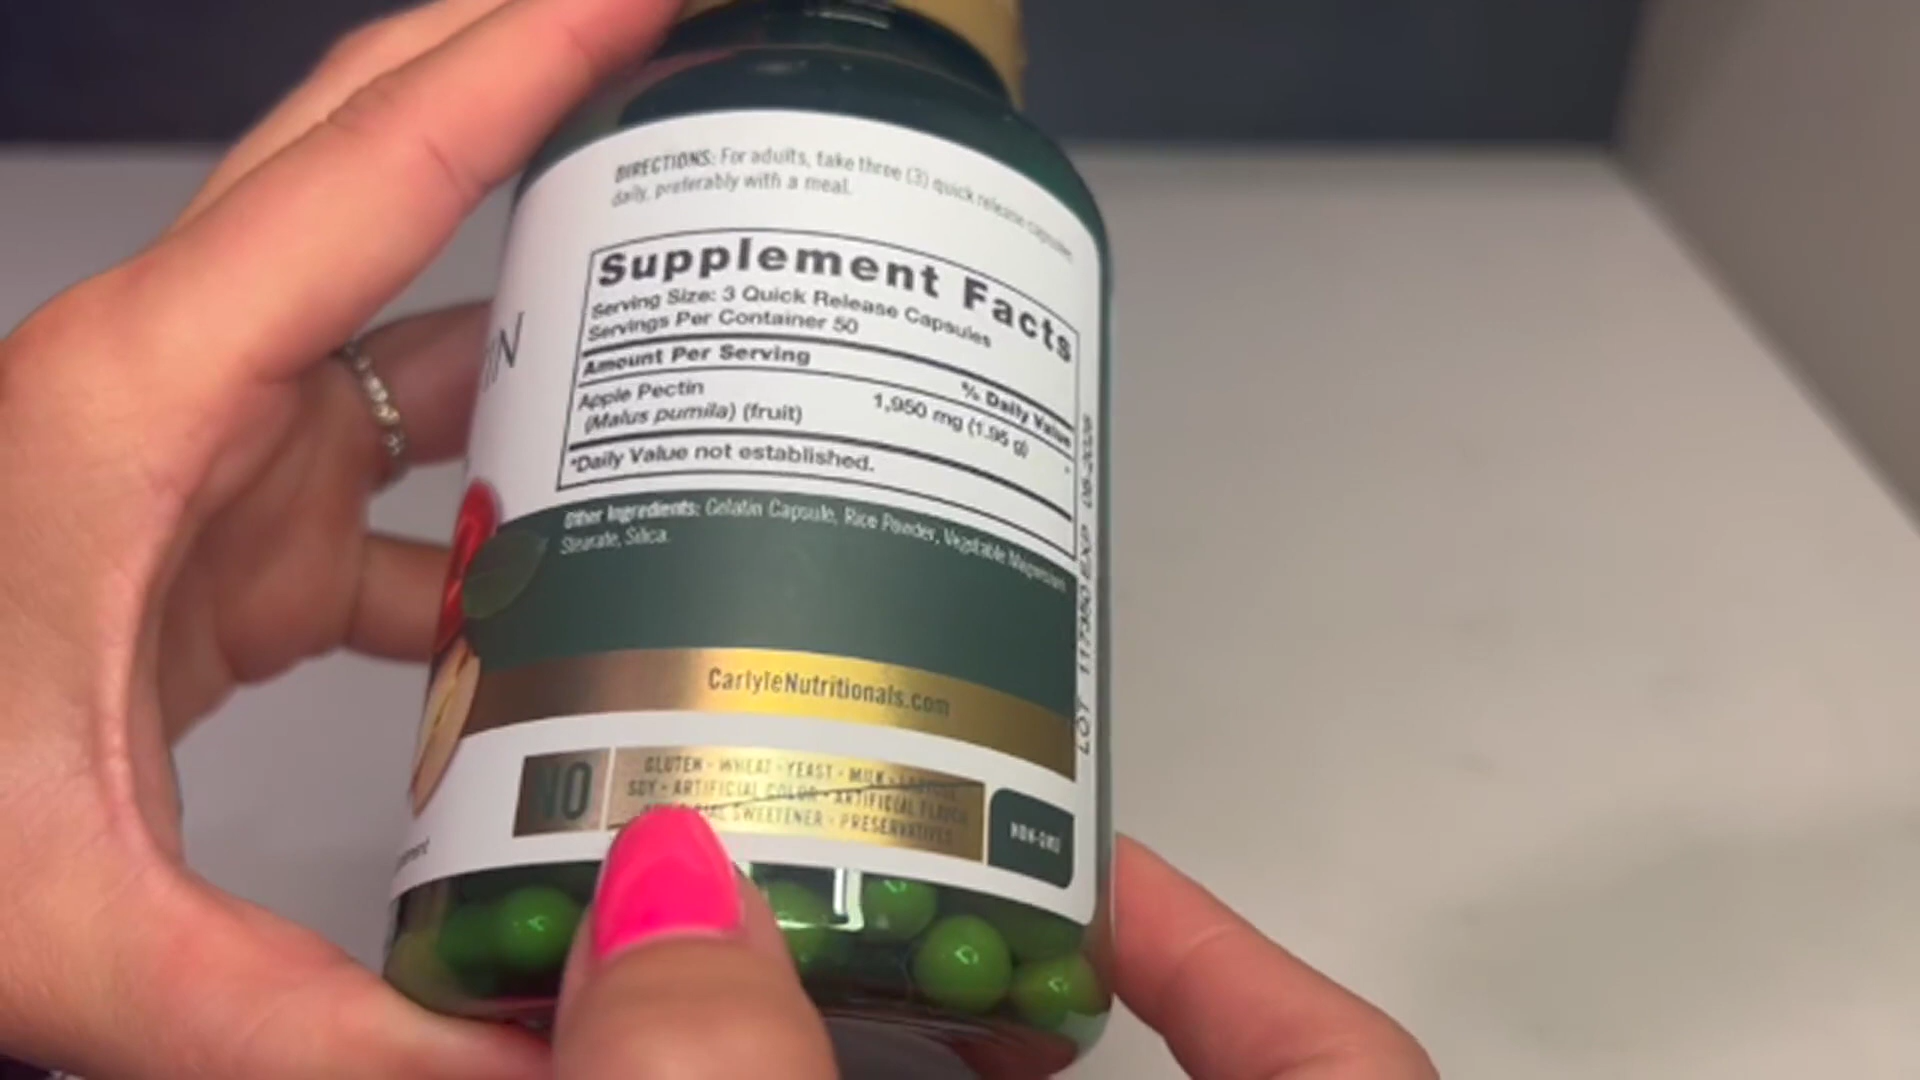 DIRECTIONS: For adults, take three (3) quick release capsules
daily, preferably with a meal.
IN
Supplement Facts
Serving Size: 3 Quick Release Capsules
Servings Per Container 50
Amount Per Serving
% Daily Value
Apple Pectin
(Malus pumila) (fruit) 1,950 mg (1.95 g) *
*Daily Value not established.
Other Ingredients: Gelatin Capsule, Rice Powder, Vegetable Magnesium
Stearate, Silica.
CarlyleNutritionals.com
NO
GLUTEN • WHEAT • YEAST • MILK • LACTOSE
SOY • ARTIFICIAL COLOR • ARTIFICIAL FLAVOR
SWEETENER • PRESERVATIVES
NON-GMO
LOT 117350 EXP